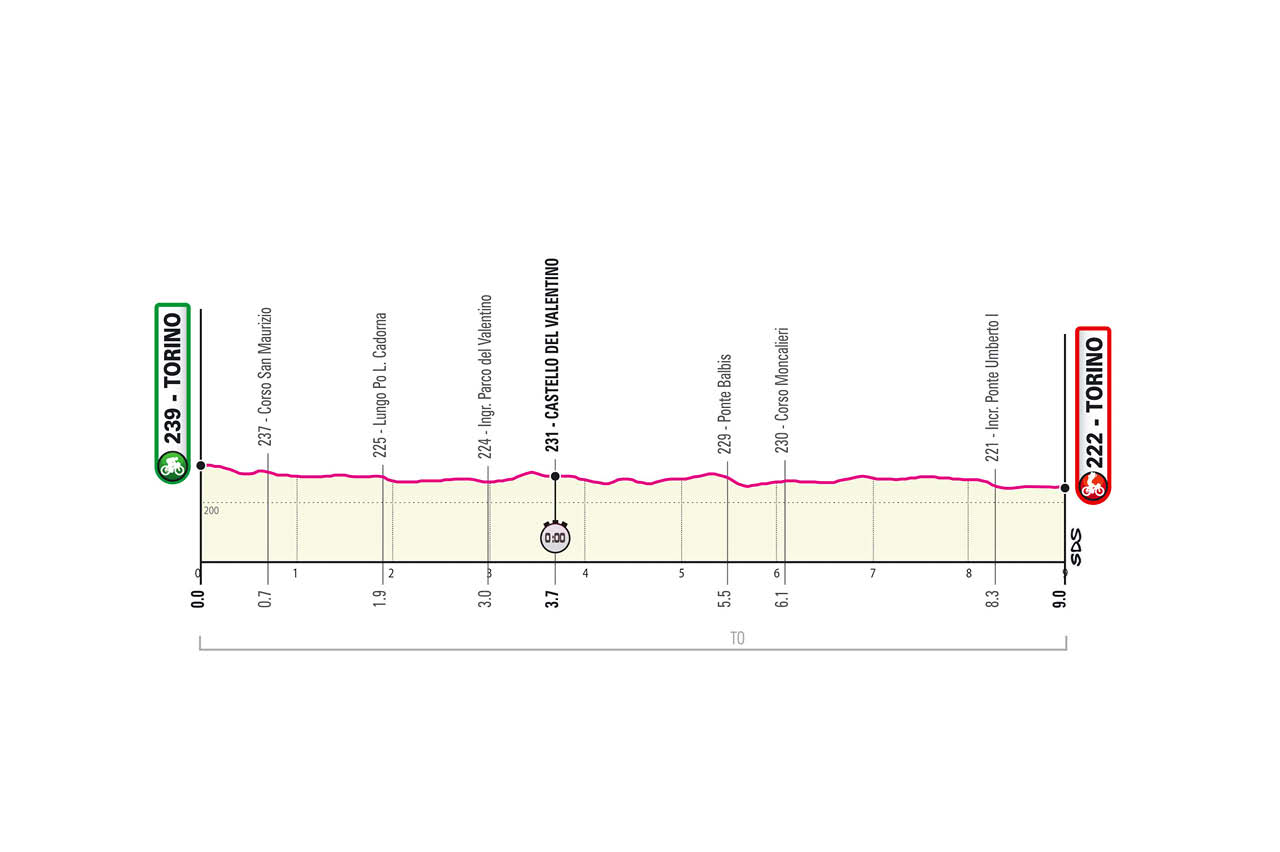 239 - TORINO
237 - Corso San Maurizio
225 - Lungo Po L. Cadorna
224 - Ingr. Parco del Valentino
231 - CASTELLO DEL VALENTINO
229 - Ponte Balbis
230 - Corso Moncalieri
221 - Incr. Ponte Umberto I
222 - TORINO
200
0:00
SDS
0 1 2 3 4 5 6 7 8 9
0.0 0.7 1.9 3.0 3.7 5.5 6.1 8.3 9.0
TO